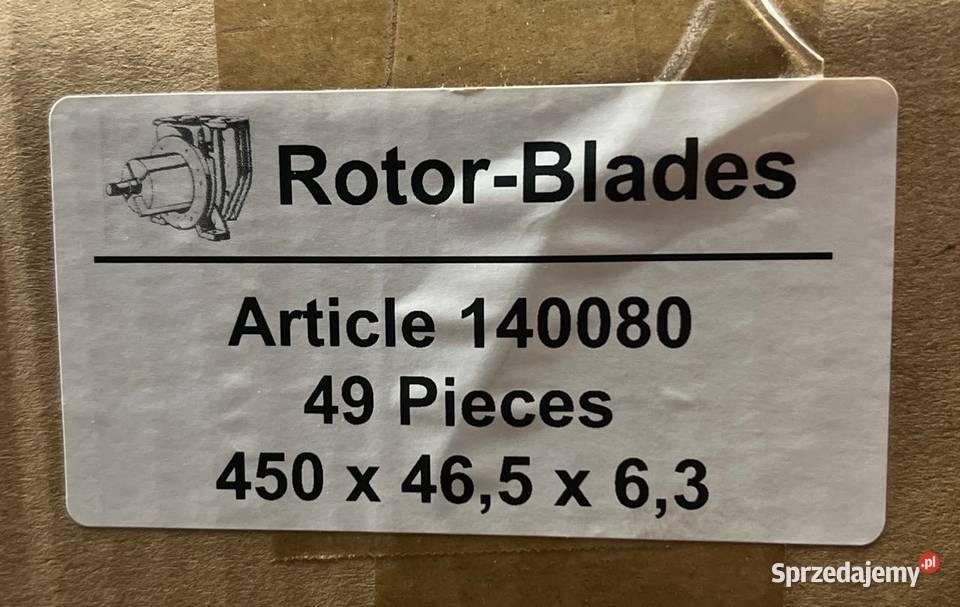 Rotor-Blades
Article 140080
49 Pieces
450 x 46,5 x 6,3
Sprzedajemy.pl